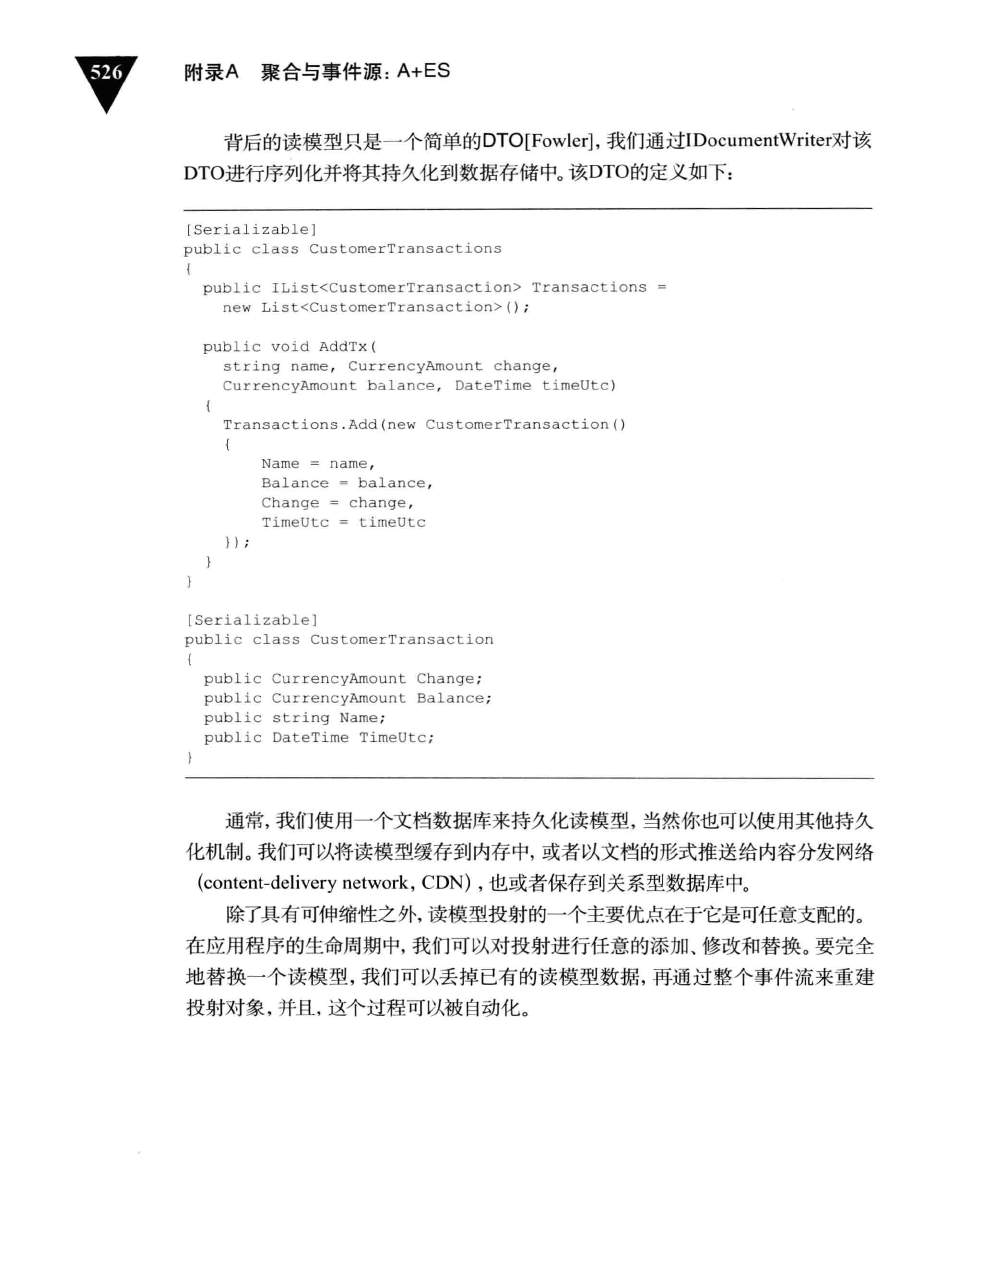 526
附录A 聚合与事件源：A+ES
背后的读模型只是一个简单的DTO[Fowler]，我们通过IDocumentWriter对该
DTO进行序列化并将其持久化到数据存储中。该DTO的定义如下：
[Serializable]
public class CustomerTransactions
{
  public IList<CustomerTransaction> Transactions =
    new List<CustomerTransaction>();
  public void AddTx(
    string name, CurrencyAmount change,
    CurrencyAmount balance, DateTime timeUtc)
  {
    Transactions.Add(new CustomerTransaction()
    {
        Name = name,
        Balance = balance,
        Change = change,
        TimeUtc = timeUtc
    });
  }
}
[Serializable]
public class CustomerTransaction
{
  public CurrencyAmount Change;
  public CurrencyAmount Balance;
  public string Name;
  public DateTime TimeUtc;
}
通常，我们使用一个文档数据库来持久化读模型，当然你也可以使用其他持久
化机制。我们可以将读模型缓存到内存中，或者以文档的形式推送给内容分发网络
（content-delivery network，CDN），也或者保存到关系型数据库中。
除了具有可伸缩性之外，读模型投射的一个主要优点在于它是可任意支配的。
在应用程序的生命周期中，我们可以对投射进行任意的添加、修改和替换。要完全
地替换一个读模型，我们可以丢掉已有的读模型数据，再通过整个事件流来重建
投射对象，并且，这个过程可以被自动化。